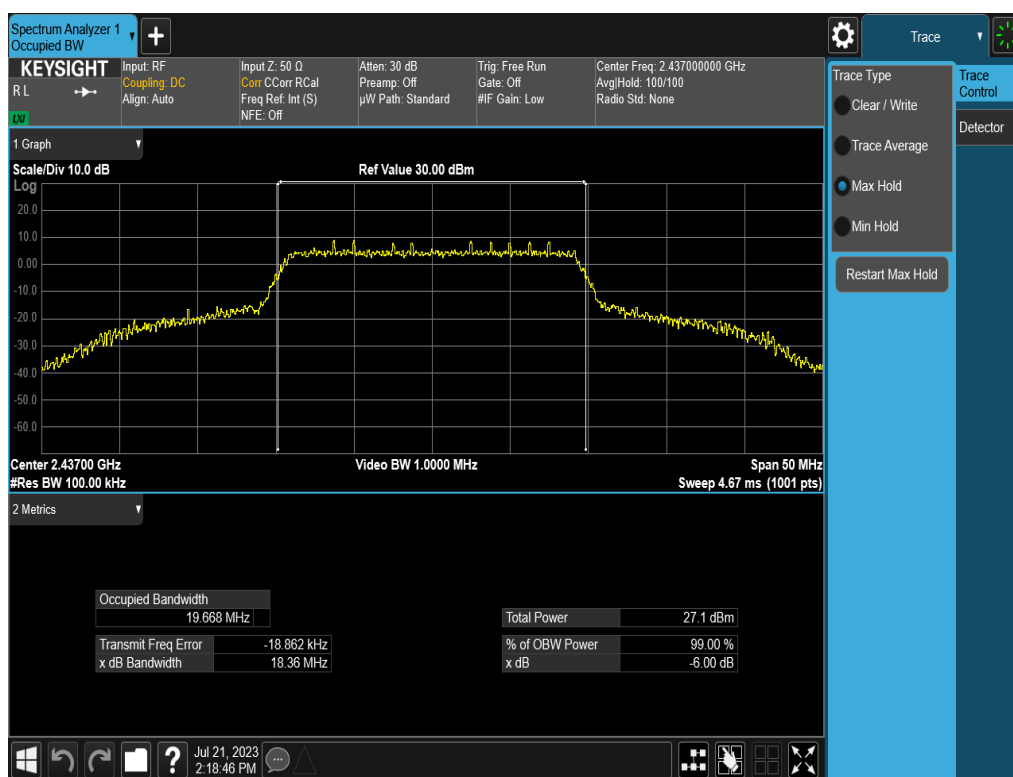 Spectrum Analyzer 1
Occupied BW
+
Trace
KEYSIGHT
R L
LXI
Input: RF
Coupling: DC
Align: Auto
Input Z: 50 Ω
Corr CCorr RCal
Freq Ref: Int (S)
NFE: Off
Atten: 30 dB
Preamp: Off
µW Path: Standard
Trig: Free Run
Gate: Off
#IF Gain: Low
Center Freq: 2.437000000 GHz
Avg|Hold: 100/100
Radio Std: None
Trace Type
Clear / Write
Trace Average
Max Hold
Min Hold
Restart Max Hold
Trace
Control
Detector
1 Graph
Scale/Div 10.0 dB
Ref Value 30.00 dBm
Log
20.0
10.0
0.00
-10.0
-20.0
-30.0
-40.0
-50.0
-60.0
Center 2.43700 GHz
Video BW 1.0000 MHz
Span 50 MHz
#Res BW 100.00 kHz
Sweep 4.67 ms (1001 pts)
2 Metrics
Occupied Bandwidth
19.668 MHz
Total Power 27.1 dBm
Transmit Freq Error -18.862 kHz
% of OBW Power 99.00 %
x dB Bandwidth 18.36 MHz
x dB -6.00 dB
?
Jul 21, 2023
2:18:46 PM